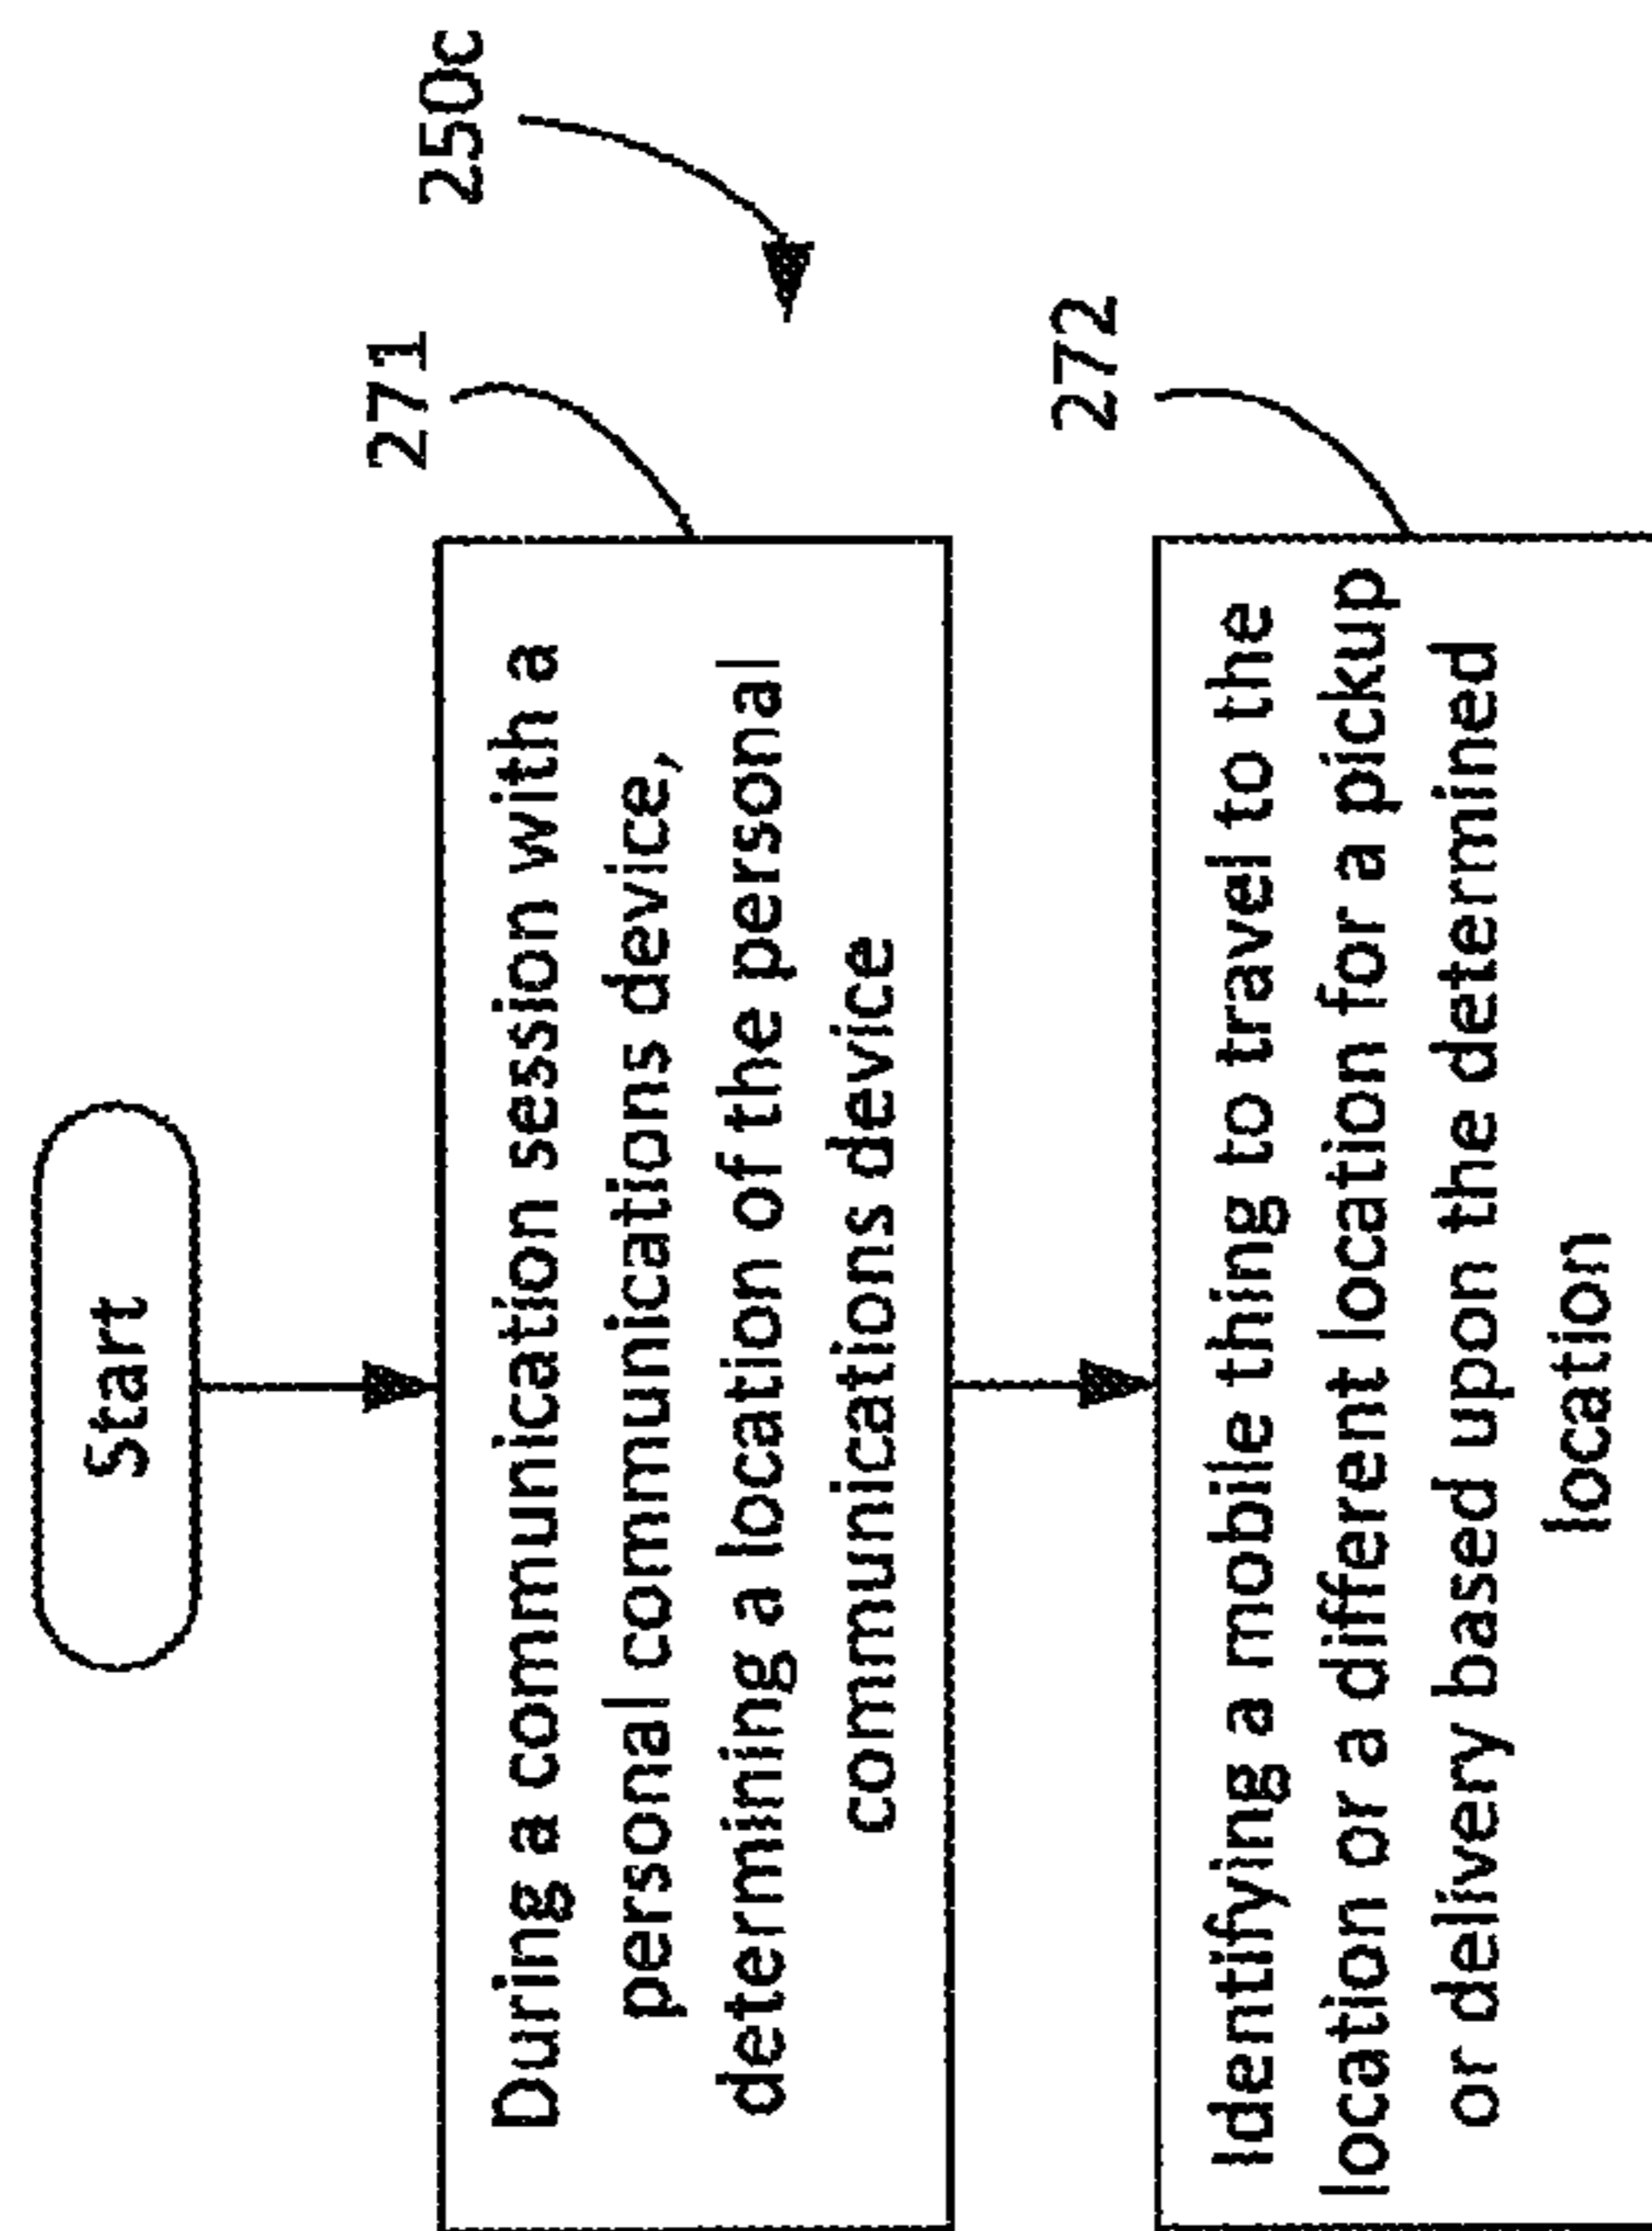 Start
250c
271
During a communication session with a
personal communications device,
determining a location of the personal
communications device
272
Identifying a mobile thing to travel to the
location or a different location for a pickup
or delivery based upon the determined
location